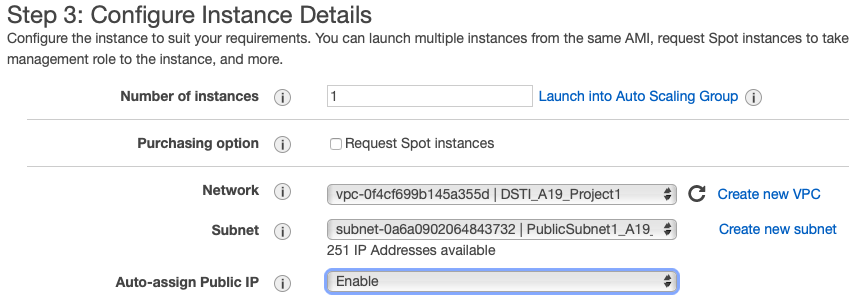 Step 3: Configure Instance Details
Configure the instance to suit your requirements. You can launch multiple instances from the same AMI, request Spot instances to take
management role to the instance, and more.
Number of instances i 1 Launch into Auto Scaling Group i
Purchasing option i Request Spot instances
Network i vpc-0f4cf699b145a355d | DSTI_A19_Project1 Create new VPC
Subnet i subnet-0a6a0902064843732 | PublicSubnet1_A19_ Create new subnet
251 IP Addresses available
Auto-assign Public IP i Enable